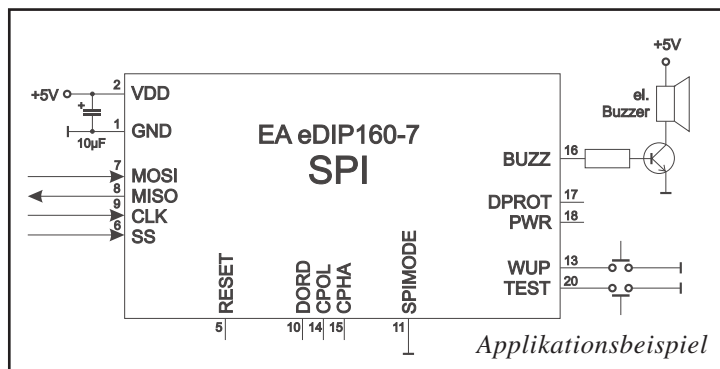 +5V
2 VDD
+5V
+
1 GND
10µF
EA eDIP160-7
SPI
7 MOSI
8 MISO
9 CLK
6 SS
el.
Buzzer
BUZZ 16
DPROT 17
PWR 18
WUP 13
TEST 20
RESET
DORD
CPOL
CPHA
SPIMODE
5
10
14
15
11
Applikationsbeispiel